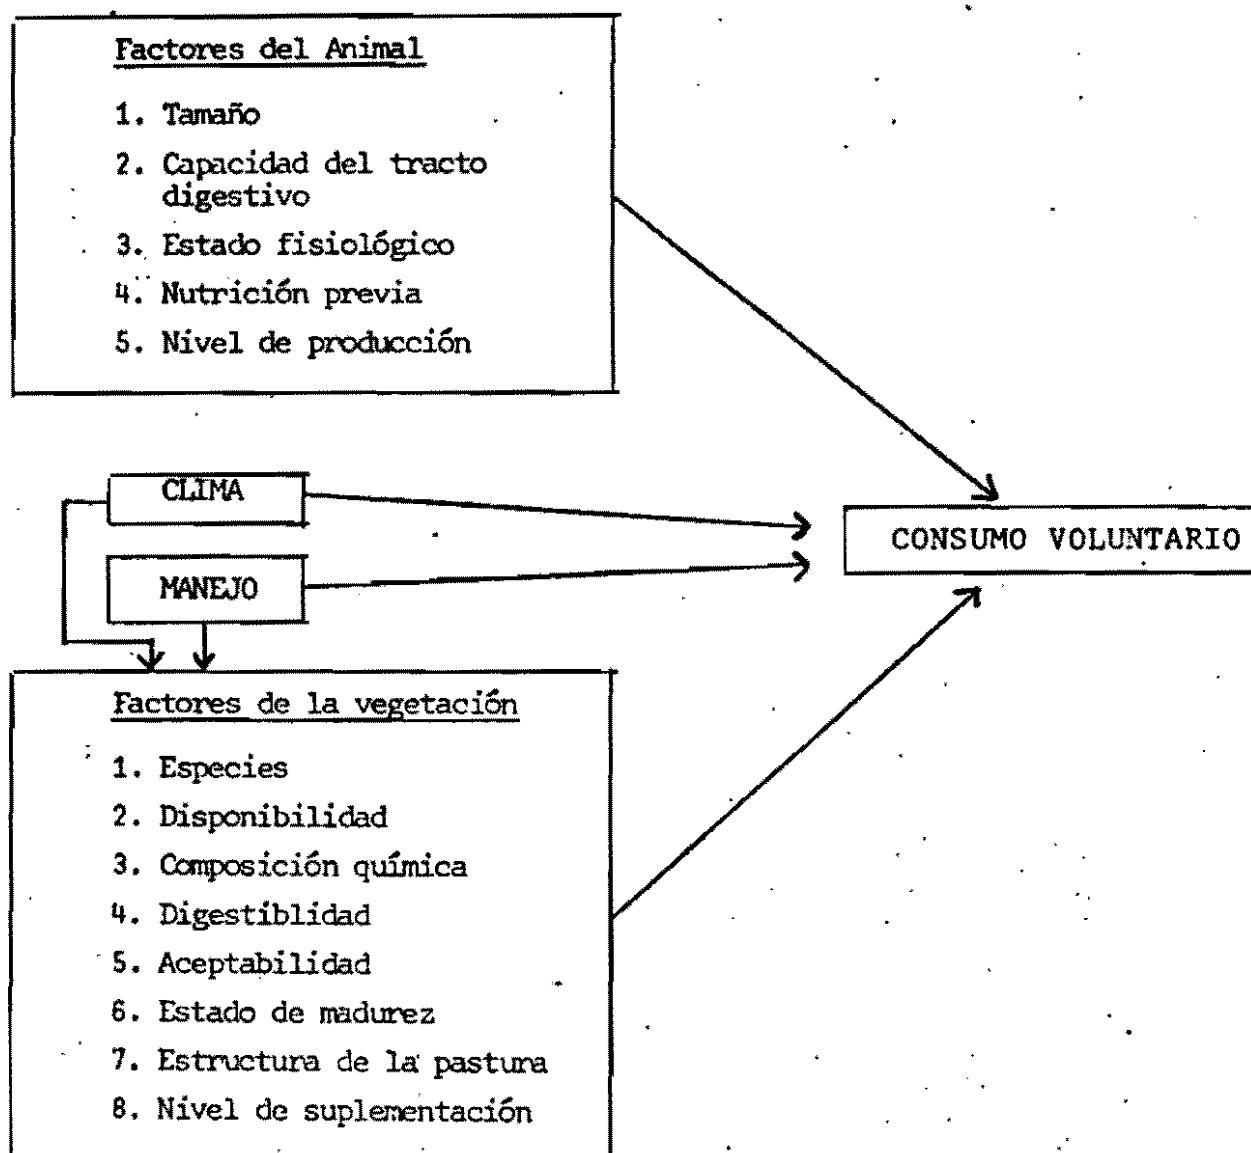 Factores del Animal
1. Tamaño
2. Capacidad del tracto
digestivo
3. Estado fisiológico
4. Nutrición previa
5. Nivel de producción
CLIMA
MANEJO
CONSUMO VOLUNTARIO
Factores de la vegetación
1. Especies
2. Disponibilidad
3. Composición química
4. Digestiblidad
5. Aceptabilidad
6. Estado de madurez
7. Estructura de la pastura
8. Nivel de suplementación